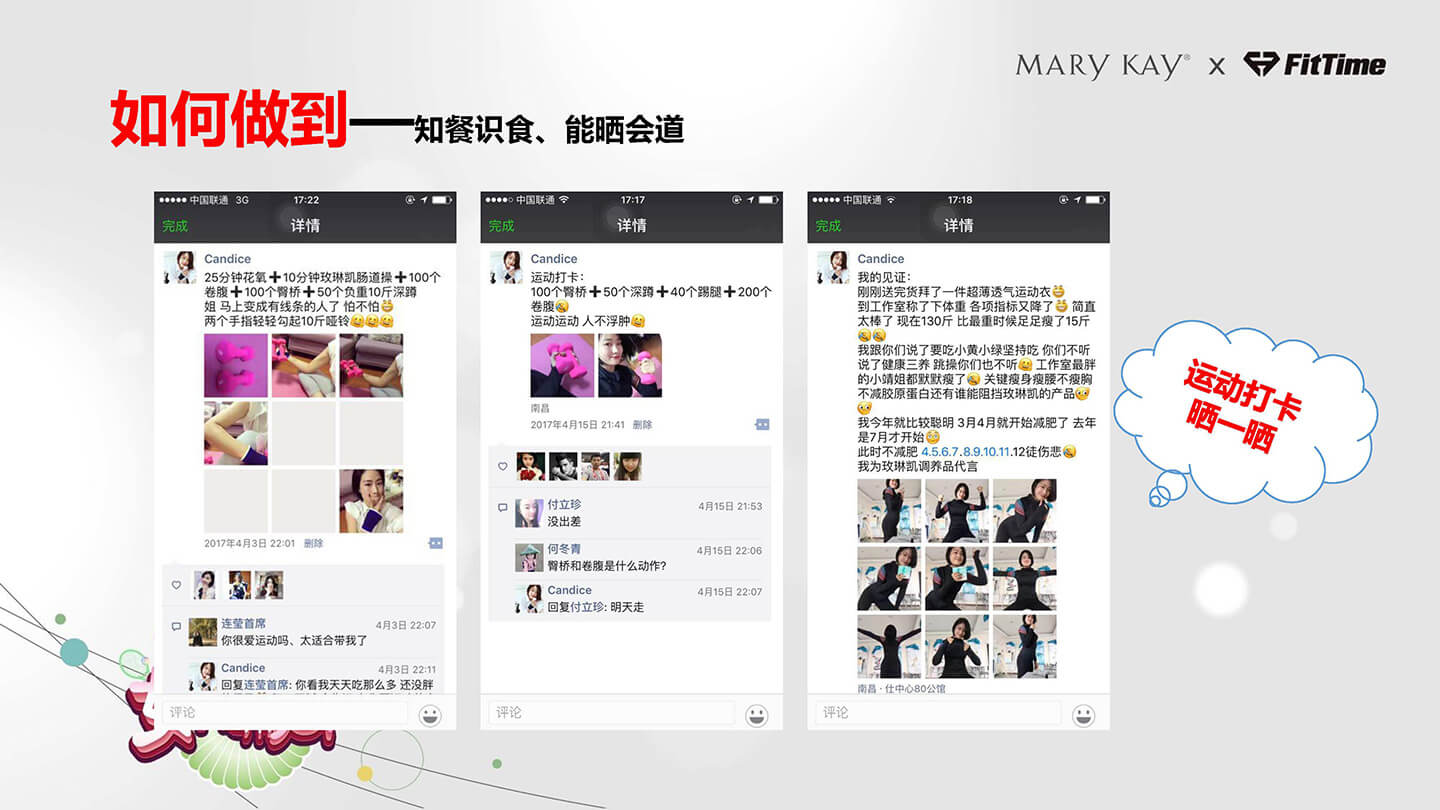 MARY KAY® x FitTime
如何做到——知餐识食、能晒会道
中国联通 3G 17:22
完成 详情
Candice
25分钟花氧➕10分钟玫琳凯肠道操➕100个
卷腹➕100个臀桥➕50个负重10斤深蹲
姐 马上变成有线条的人了 怕不怕😁
两个手指轻轻勾起10斤哑铃😋😋😋
2017年4月3日 22:01 删除
连莹首席 4月3日 22:07
你很爱运动吗、太适合带我了
Candice 4月3日 22:11
回复连莹首席: 你看我天天吃那么多 还没胖
评论
中国联通 17:17
完成 详情
Candice
运动打卡:
100个臀桥➕50个深蹲➕40个踢腿➕200个
卷腹😪
运动运动 人不浮肿😋
南昌
2017年4月15日 21:41 删除
付立珍 4月15日 21:53
没出差
何冬青 4月15日 22:06
臀桥和卷腹是什么动作?
Candice 4月15日 22:07
回复付立珍: 明天走
评论
中国联通 17:18
完成 详情
Candice
我的见证:
刚刚送完货拜了一件超薄透气运动衣😁
到工作室称了下体重 各项指标又降了😁 简直
太棒了 现在130斤 比最重时候足足瘦了15斤
😪😪
我跟你们说了要吃小黄小绿坚持吃 你们不听
说了健康三养 跳操你们也不听😋 工作室最胖
的小靖姐都默默瘦了😪 关键瘦身瘦腰不瘦胸
不减胶原蛋白还有谁能阻挡玫琳凯的产品
我今年就比较聪明 3月4月就开始减肥了 去年
是7月才开始😁
此时不减肥 4.5.6.7.8.9.10.11.12徒伤悲😪
我为玫琳凯调养品代言
南昌 · 仕中心80公馆
评论
运动打卡
晒一晒